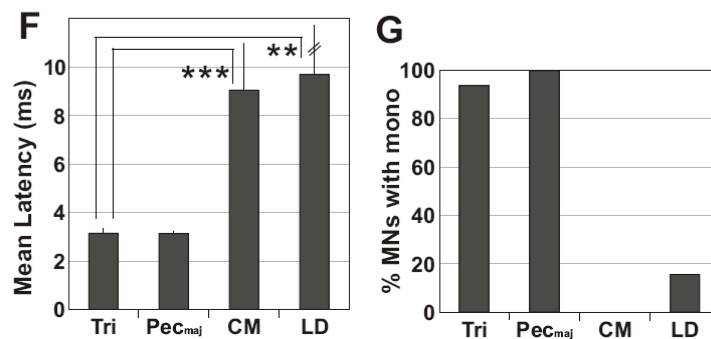 F
Mean Latency (ms)
10
8
6
4
2
0
***
**
Tri Pecmaj CM LD
G
% MNs with mono
100
80
60
40
20
0
Tri Pecmaj CM LD